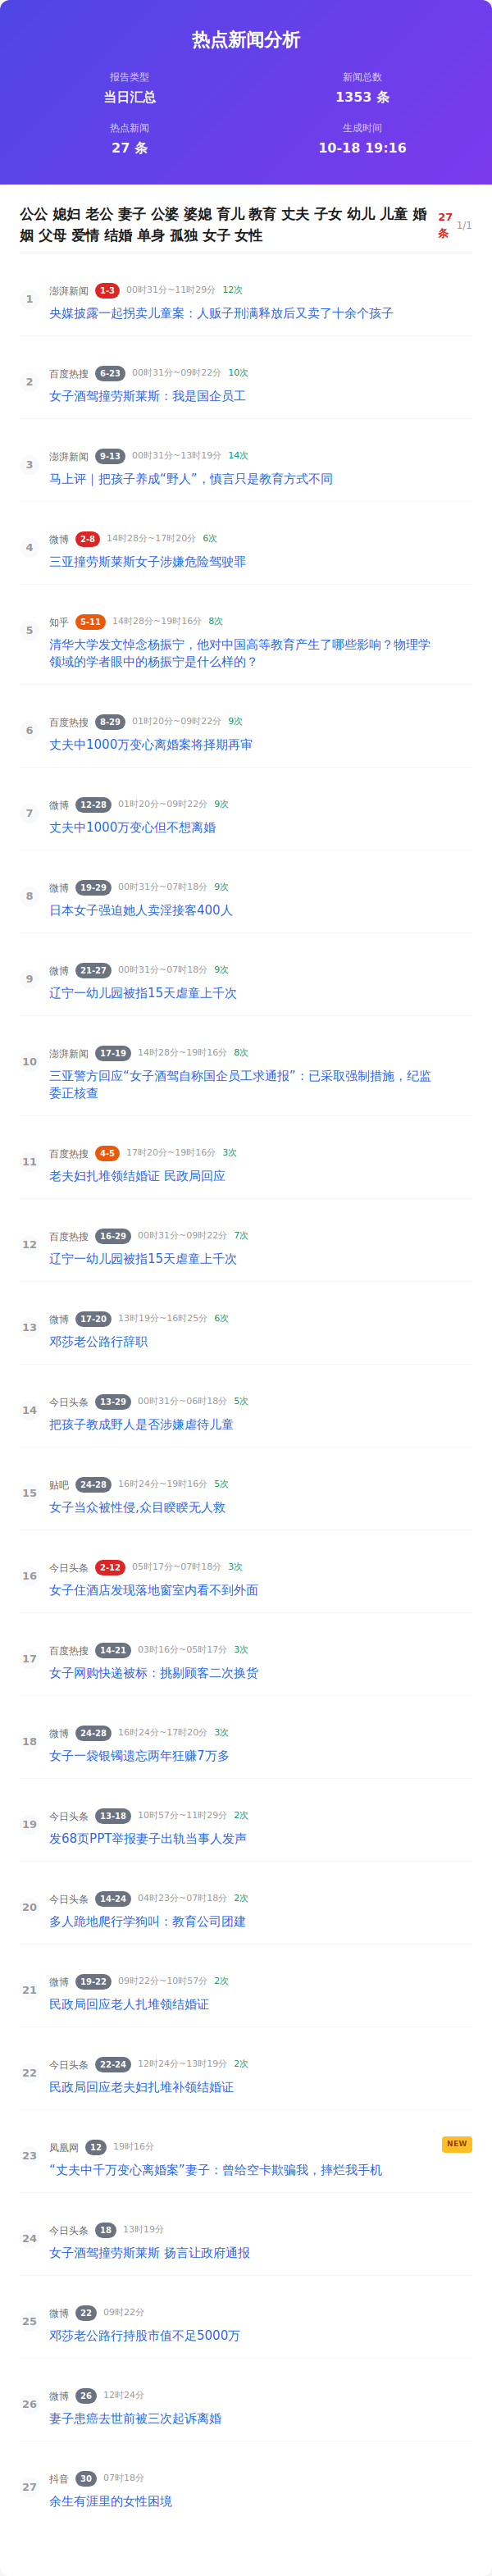 热点新闻分析
报告类型
新闻总数
当日汇总
1353 条
热点新闻
生成时间
27 条
10-18 19:16
公公 媳妇 老公 妻子 公婆 婆媳 育儿 教育 丈夫 子女 幼儿 儿童 婚
姻 父母 爱情 结婚 单身 孤独 女子 女性
27
条
1/1
1
澎湃新闻 1-3 00时31分~11时29分 12次
央媒披露一起拐卖儿童案：人贩子刑满释放后又卖了十余个孩子
2
百度热搜 6-23 00时31分~09时22分 10次
女子酒驾撞劳斯莱斯：我是国企员工
3
澎湃新闻 9-13 00时31分~13时19分 14次
马上评｜把孩子养成“野人”，慎言只是教育方式不同
4
微博 2-8 14时28分~17时20分 6次
三亚撞劳斯莱斯女子涉嫌危险驾驶罪
5
知乎 5-11 14时28分~19时16分 8次
清华大学发文悼念杨振宁，他对中国高等教育产生了哪些影响？物理学
领域的学者眼中的杨振宁是什么样的？
6
百度热搜 8-29 01时20分~09时22分 9次
丈夫中1000万变心离婚案将择期再审
7
微博 12-28 01时20分~09时22分 9次
丈夫中1000万变心但不想离婚
8
微博 19-29 00时31分~07时18分 9次
日本女子强迫她人卖淫接客400人
9
微博 21-27 00时31分~07时18分 9次
辽宁一幼儿园被指15天虐童上千次
10
澎湃新闻 17-19 14时28分~19时16分 8次
三亚警方回应“女子酒驾自称国企员工求通报”：已采取强制措施，纪监
委正核查
11
百度热搜 4-5 17时20分~19时16分 3次
老夫妇扎堆领结婚证 民政局回应
12
百度热搜 16-29 00时31分~09时22分 7次
辽宁一幼儿园被指15天虐童上千次
13
微博 17-20 13时19分~16时25分 6次
邓莎老公路行辞职
14
今日头条 13-29 00时31分~06时18分 5次
把孩子教成野人是否涉嫌虐待儿童
15
贴吧 24-28 16时24分~19时16分 5次
女子当众被性侵,众目睽睽无人救
16
今日头条 2-12 05时17分~07时18分 3次
女子住酒店发现落地窗室内看不到外面
17
百度热搜 14-21 03时16分~05时17分 3次
女子网购快递被标：挑剔顾客二次换货
18
微博 24-28 16时24分~17时20分 3次
女子一袋银镯遗忘两年狂赚7万多
19
今日头条 13-18 10时57分~11时29分 2次
发68页PPT举报妻子出轨当事人发声
20
今日头条 14-24 04时23分~07时18分 2次
多人跪地爬行学狗叫：教育公司团建
21
微博 19-22 09时22分~10时57分 2次
民政局回应老人扎堆领结婚证
22
今日头条 22-24 12时24分~13时19分 2次
民政局回应老夫妇扎堆补领结婚证
23
凤凰网 12 19时16分
NEW
“丈夫中千万变心离婚案”妻子：曾给空卡欺骗我，摔烂我手机
24
今日头条 18 13时19分
女子酒驾撞劳斯莱斯 扬言让政府通报
25
微博 22 09时22分
邓莎老公路行持股市值不足5000万
26
微博 26 12时24分
妻子患癌去世前被三次起诉离婚
27
抖音 30 07时18分
余生有涯里的女性困境